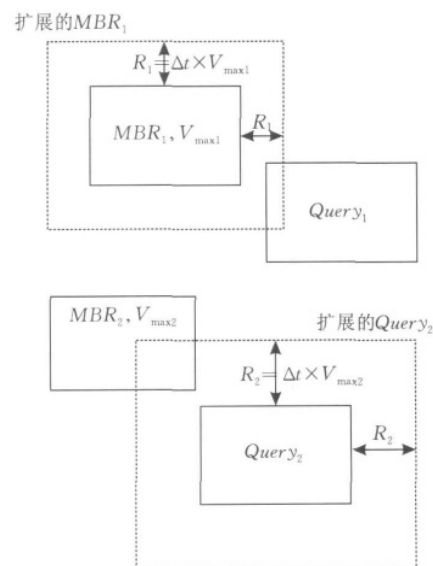 扩展的MBR₁
R₁=Δt×Vmax1
MBR₁,Vmax1
R₁
Query₁
MBR₂,Vmax2
扩展的Query₂
R₂=Δt×Vmax2
R₂
Query₂